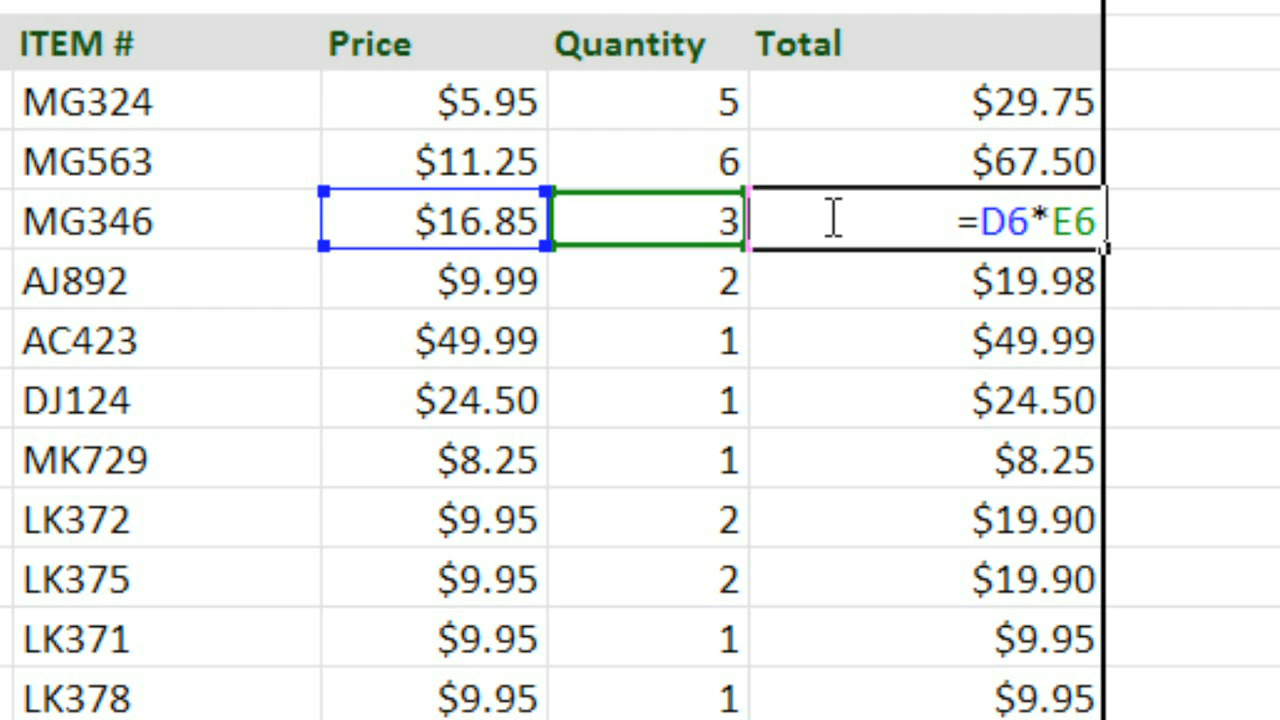 ITEM # Price Quantity Total
MG324 $5.95 5 $29.75
MG563 $11.25 6 $67.50
MG346 $16.85 3 =D6*E6
AJ892 $9.99 2 $19.98
AC423 $49.99 1 $49.99
DJ124 $24.50 1 $24.50
MK729 $8.25 1 $8.25
LK372 $9.95 2 $19.90
LK375 $9.95 2 $19.90
LK371 $9.95 1 $9.95
LK378 $9.95 1 $9.95